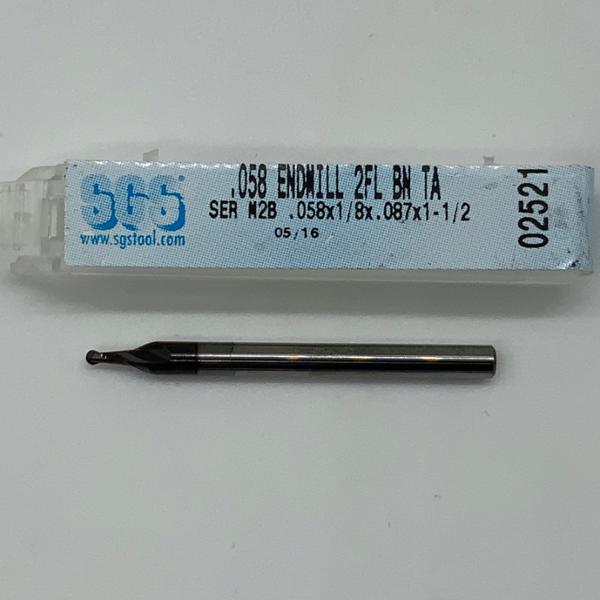 .058 ENDMILL 2FL BN TA
SGS
SER M2B .058x1/8x.087x1-1/2
www.sgstool.com
05/16
02521